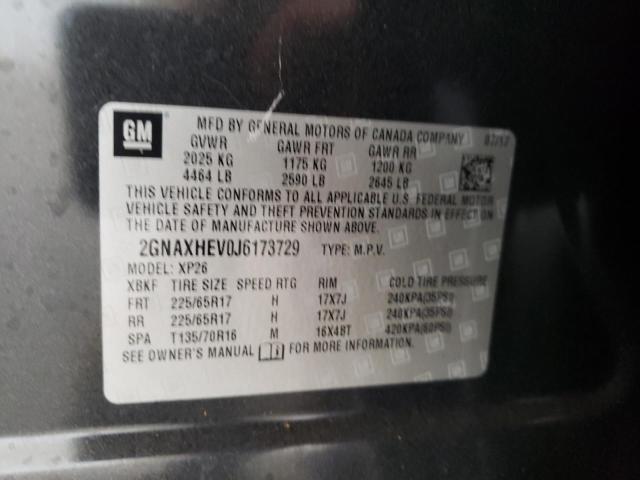 GM
MFD BY GENERAL MOTORS OF CANADA COMPANY
GVWR GAWR FRT GAWR RR
2025 KG 1175 KG 1200 KG
4464 LB 2590 LB 2645 LB
THIS VEHICLE CONFORMS TO ALL APPLICABLE U.S. FEDERAL MOTOR
VEHICLE SAFETY AND THEFT PREVENTION STANDARDS IN EFFECT ON
THE DATE OF MANUFACTURE SHOWN ABOVE.
2GNAXHEV0J6173729 TYPE: M.P.V.
MODEL: XP26
XBKF TIRE SIZE SPEED RTG RIM COLD TIRE PRESSURE
FRT 225/65R17 H 17X7J 240KPA(35PSI)
RR 225/65R17 H 17X7J 240KPA(35PSI)
SPA T135/70R16 M 16X4BT 420KPA(60PSI)
SEE OWNER'S MANUAL FOR MORE INFORMATION.